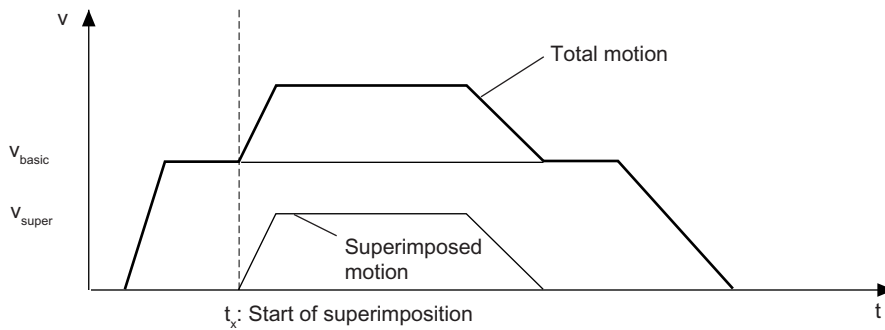 v
Total motion
v_basic
v_super
Superimposed
motion
t_x: Start of superimposition
t